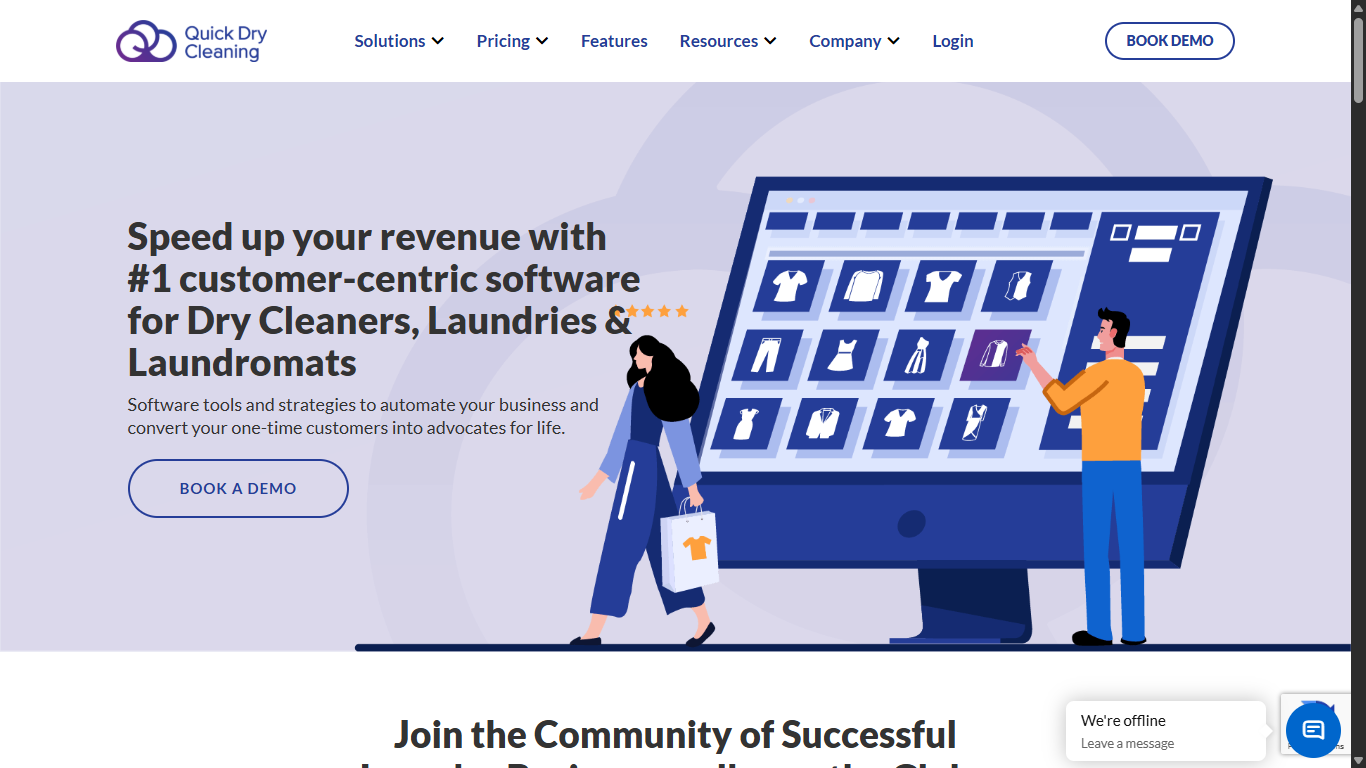 Quick Dry
Cleaning
Solutions
Pricing
Features
Resources
Company
Login
BOOK DEMO
Speed up your revenue with
#1 customer-centric software
for Dry Cleaners, Laundries &
Laundromats
Software tools and strategies to automate your business and
convert your one-time customers into advocates for life.
BOOK A DEMO
We're offline
Leave a message
Join the Community of Successful